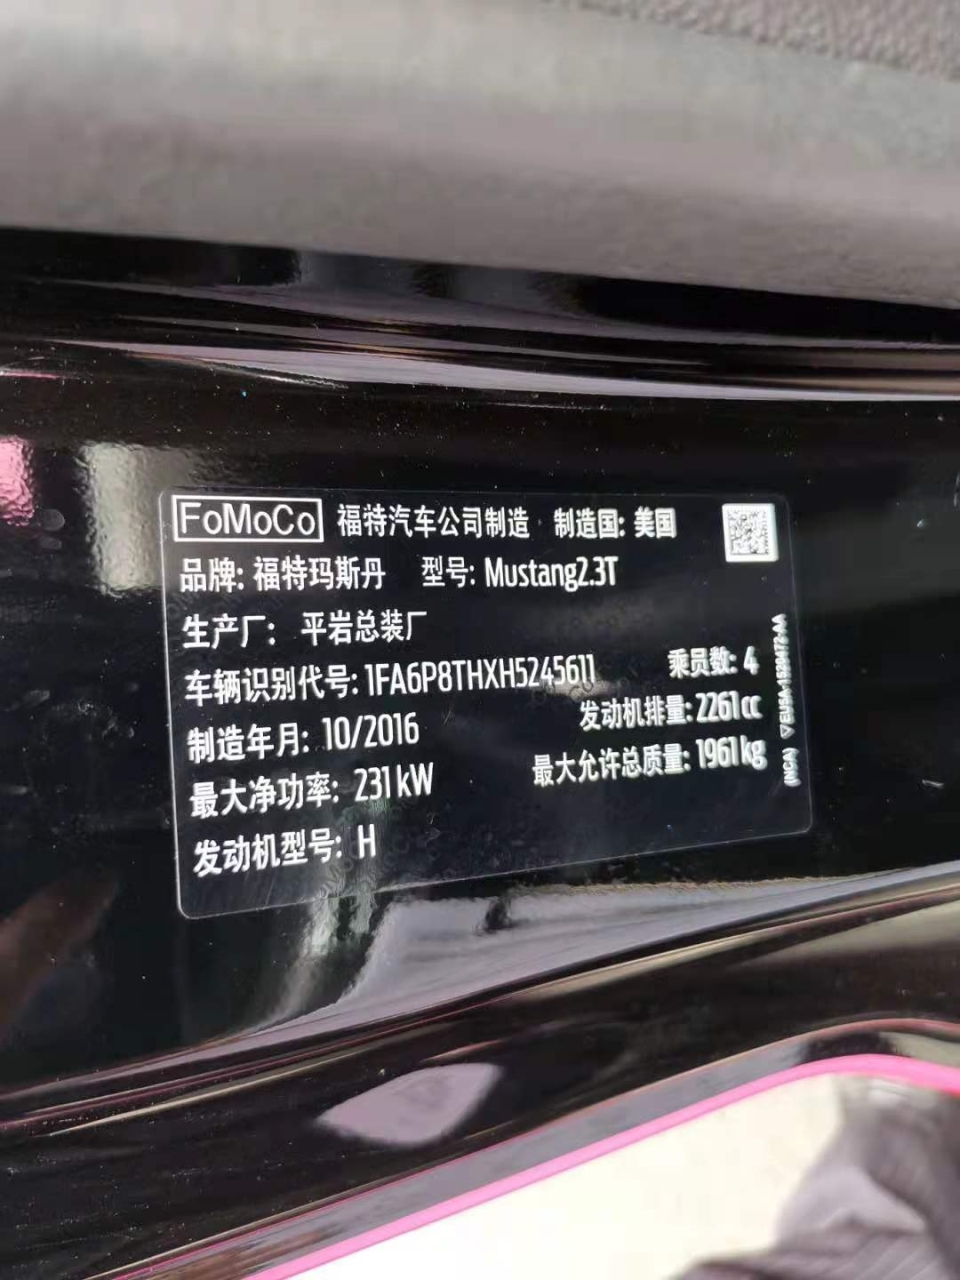 FoMoCo 福特汽车公司制造 制造国: 美国
品牌: 福特玛斯丹 型号: Mustang2.3T
生产厂: 平岩总装厂
车辆识别代号: 1FA6P8THXH5245611 乘员数: 4
制造年月: 10/2016 发动机排量: 2261cc
最大净功率: 231kW 最大允许总质量: 1961kg
发动机型号: H
(NCA)